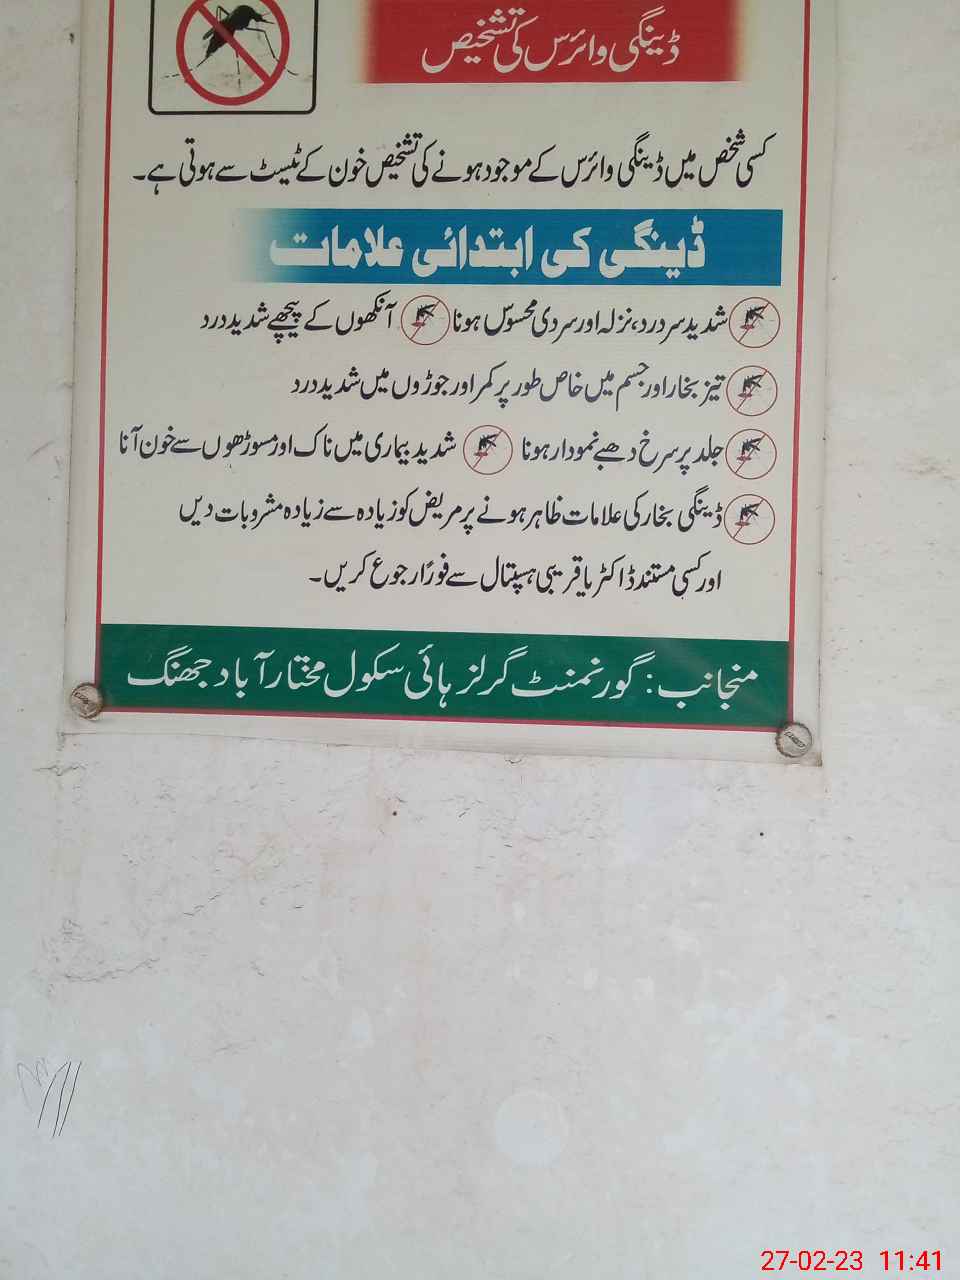 ڈینگی وائرس کی تشخیص
کسی شخص میں ڈینگی وائرس کے موجود ہونے کی تشخیص خون کے ٹیسٹ سے ہوتی ہے۔
ڈینگی کی ابتدائی علامات
شدید سر درد، نزلہ اور سردی محسوس ہونا آنکھوں کے پیچھے شدید درد
تیز بخار اور جسم میں خاص طور پر کمر اور جوڑوں میں شدید درد
جلد پر سرخ دھبے نمودار ہونا شدید بیماری میں ناک اور مسوڑھوں سے خون آنا
ڈینگی بخار کی علامات ظاہر ہونے پر مریض کو زیادہ سے زیادہ مشروبات دیں
اور کسی مستند ڈاکٹر یا قریبی ہسپتال سے فوراً رجوع کریں۔
منجانب: گورنمنٹ گرلز ہائی سکول مختار آباد جھنگ
27-02-23 11:41